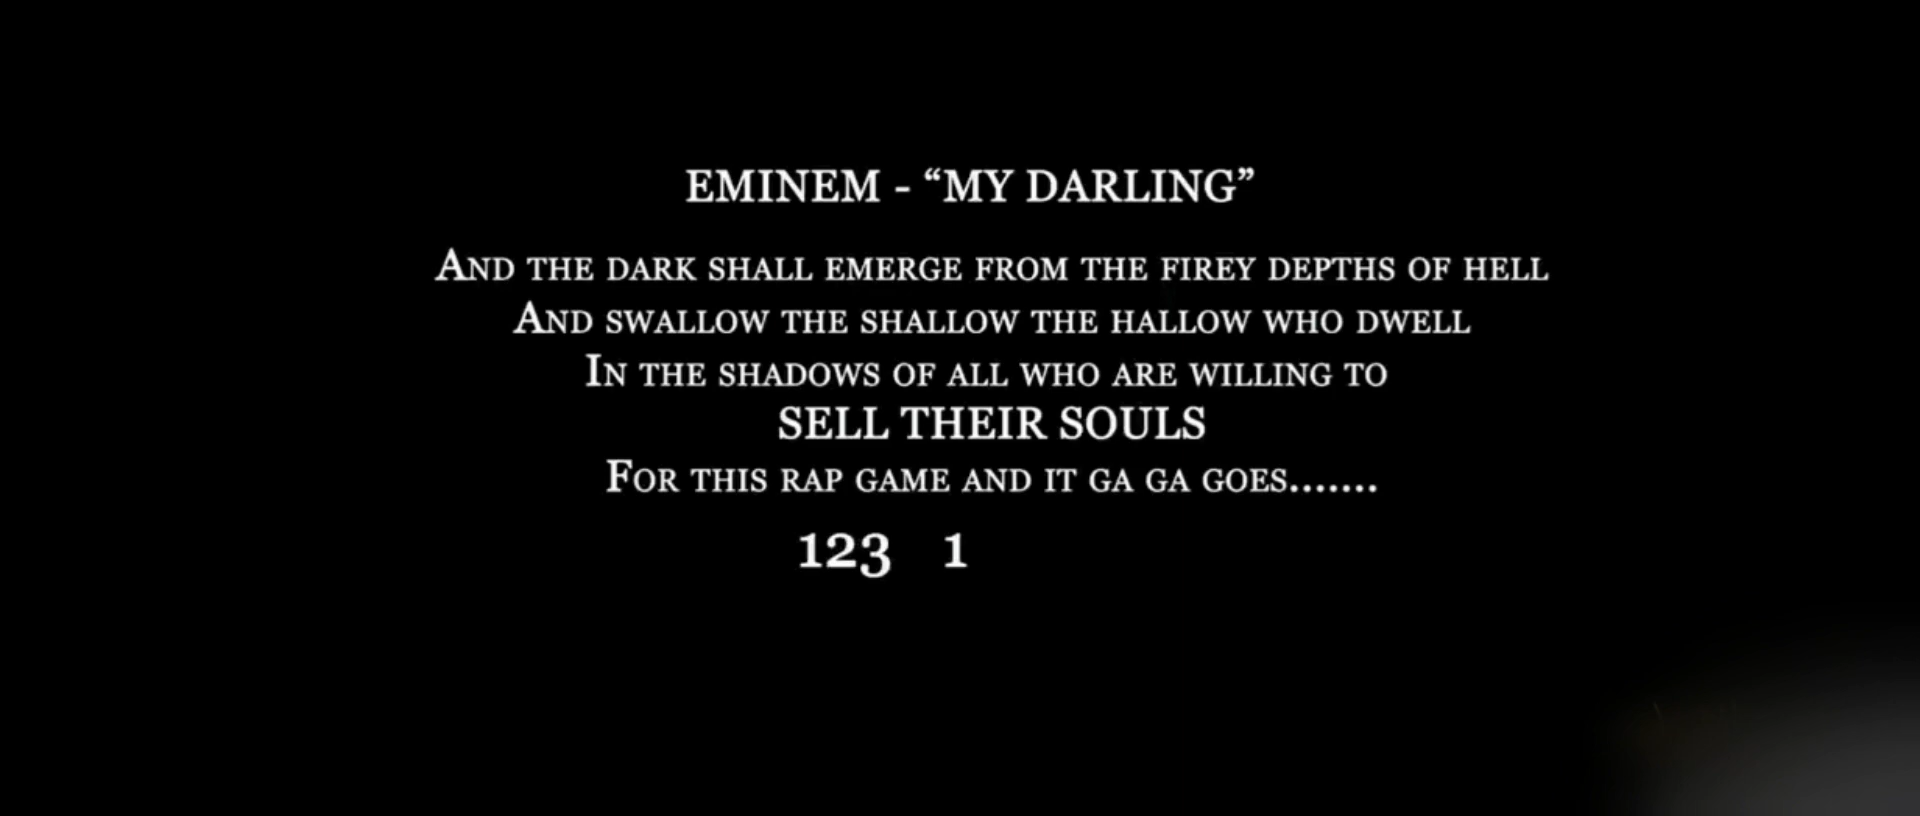 EMINEM - “MY DARLING”
AND THE DARK SHALL EMERGE FROM THE FIREY DEPTHS OF HELL
AND SWALLOW THE SHALLOW THE HALLOW WHO DWELL
IN THE SHADOWS OF ALL WHO ARE WILLING TO
SELL THEIR SOULS
FOR THIS RAP GAME AND IT GA GA GOES.......
123 1